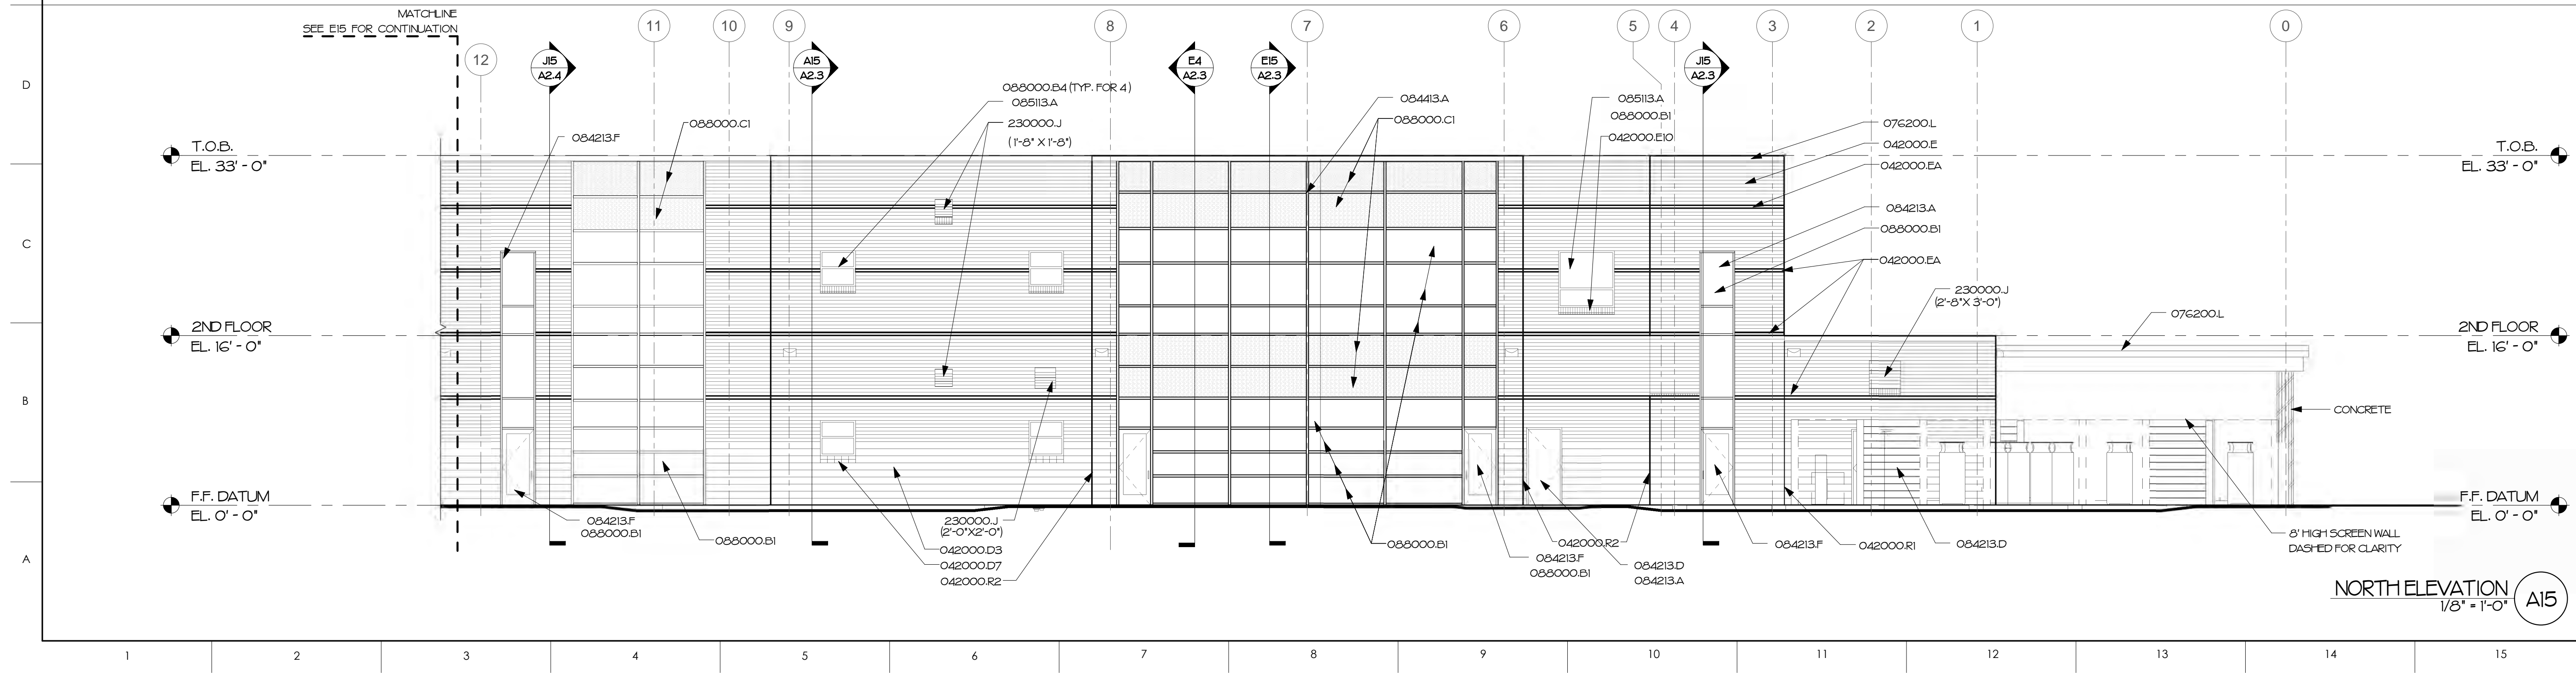 MATCHLINE
SEE E15 FOR CONTINUATION
12
11
10
9
8
7
6
5
4
3
2
1
0
J15
A2.4
A15
A2.3
E4
A2.3
E15
A2.3
J15
A2.3
D
C
B
A
T.O.B.
EL. 33' - 0"
2ND FLOOR
EL. 16' - 0"
F.F. DATUM
EL. 0' - 0"
084213.F
088000.C1
088000.B4 (TYP. FOR 4 )
085113.A
230000.J
( 1'-8" X 1'-8")
084413.A
088000.C1
085113.A
088000.B1
042000.E10
076200.L
042000.E
042000.EA
084213.A
088000.B1
042000.EA
230000.J
(2'-8"X 3'-0")
076200.L
T.O.B.
EL. 33' - 0"
2ND FLOOR
EL. 16' - 0"
F.F. DATUM
EL. 0' - 0"
CONCRETE
084213.F
088000.B1
088000.B1
230000.J
(2'-0"X2'-0")
042000.D3
042000.D7
042000.R2
088000.B1
042000.R2
084213.F
088000.B1
084213.D
084213.A
084213.F
042000.R1
084213.D
8' HIGH SCREEN WALL
DASHED FOR CLARITY
NORTH ELEVATION
1/8" = 1'-0"
A15
1
2
3
4
5
6
7
8
9
10
11
12
13
14
15